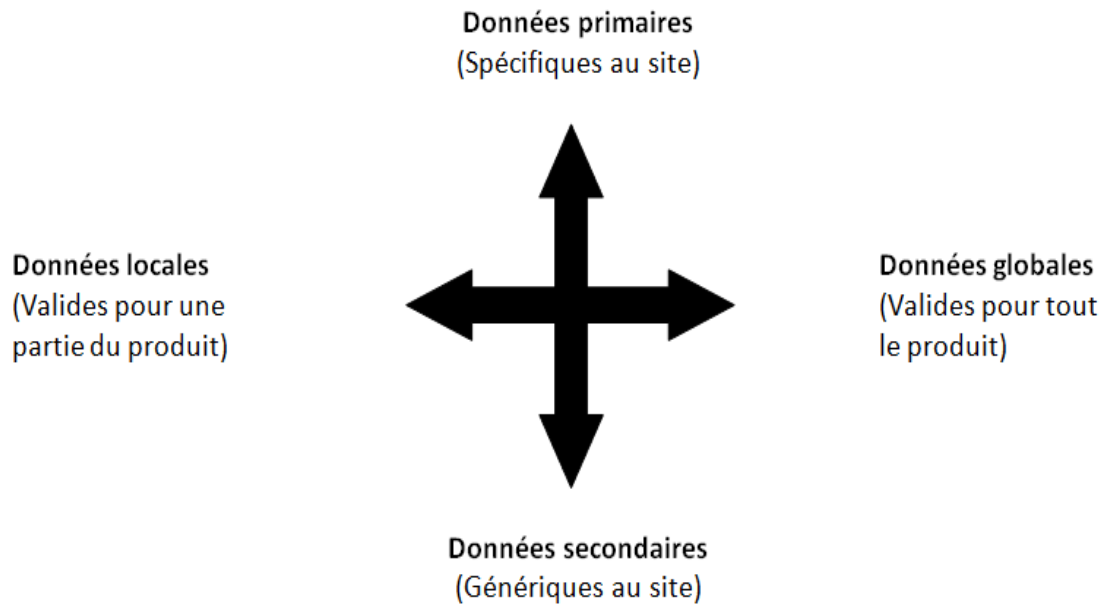 Données primaires
(Spécifiques au site)
Données locales
(Valides pour une
partie du produit)
Données globales
(Valides pour tout
le produit)
Données secondaires
(Génériques au site)